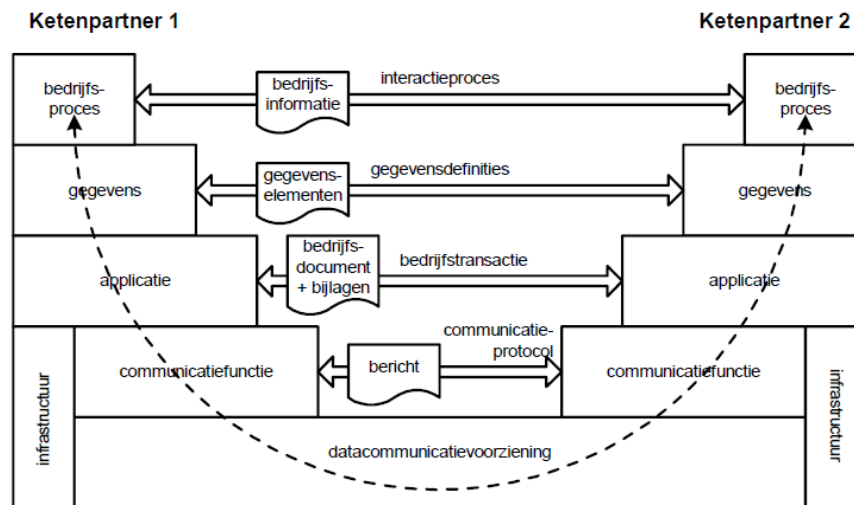 Ketenpartner 1
Ketenpartner 2
bedrijfs-
proces
bedrijfs-
informatie
interactieproces
bedrijfs-
proces
gegevens
gegevens-
elementen
gegevensdefinities
gegevens
applicatie
bedrijfs-
document
+ bijlagen
bedrijfstransactie
applicatie
infrastructuur
communicatiefunctie
bericht
communicatie-
protocol
communicatiefunctie
infrastructuur
datacommunicatievoorziening